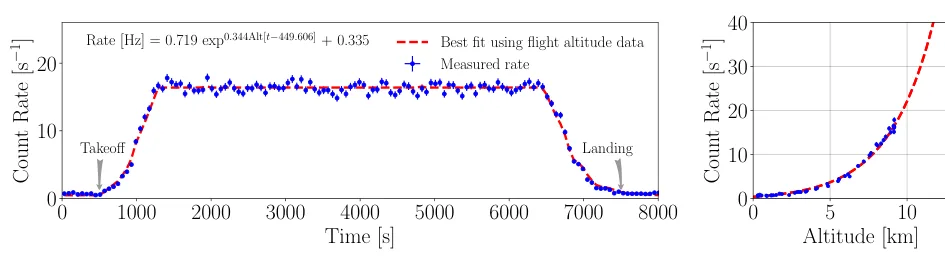 Rate [Hz] = 0.719 exp^{0.344Alt[t−449.606]} + 0.335
Best fit using flight altitude data
Measured rate
Takeoff
Landing
Count Rate [s⁻¹]
20
10
0
0 1000 2000 3000 4000 5000 6000 7000 8000
Time [s]
Count Rate [s⁻¹]
40
30
20
10
0
0 5 10
Altitude [km]